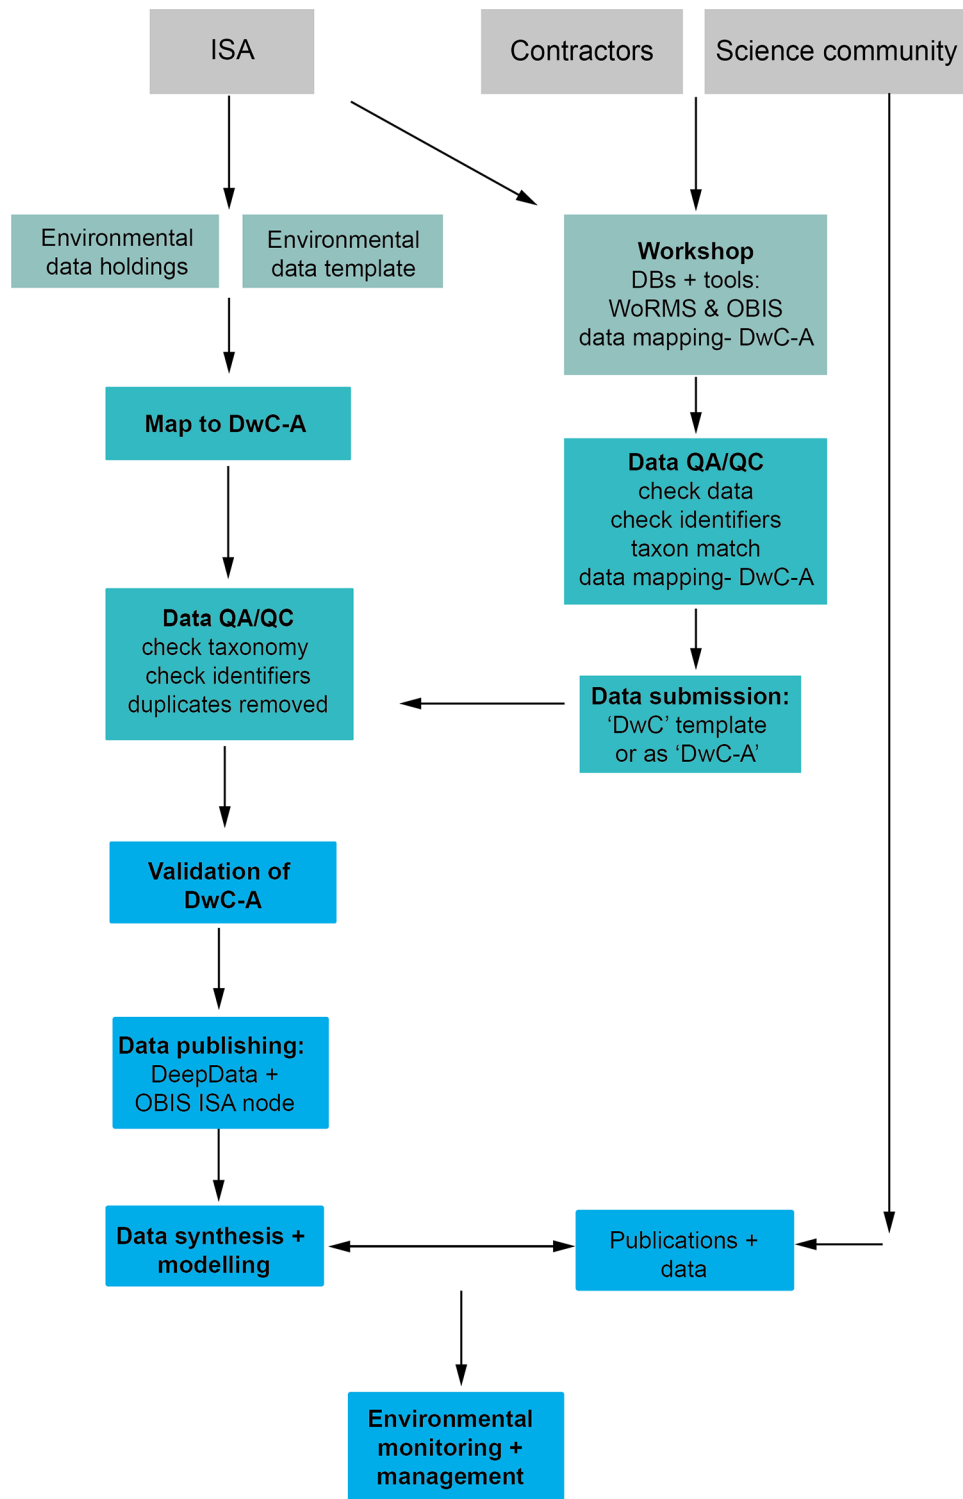 ISA
Contractors
Science community
Environmental
data holdings
Environmental
data template
Workshop
DBs + tools:
WoRMS & OBIS
data mapping- DwC-A
Map to DwC-A
Data QA/QC
check data
check identifiers
taxon match
data mapping- DwC-A
Data QA/QC
check taxonomy
check identifiers
duplicates removed
Data submission:
‘DwC’ template
or as ‘DwC-A’
Validation of
DwC-A
Data publishing:
DeepData +
OBIS ISA node
Data synthesis +
modelling
Publications +
data
Environmental
monitoring +
management